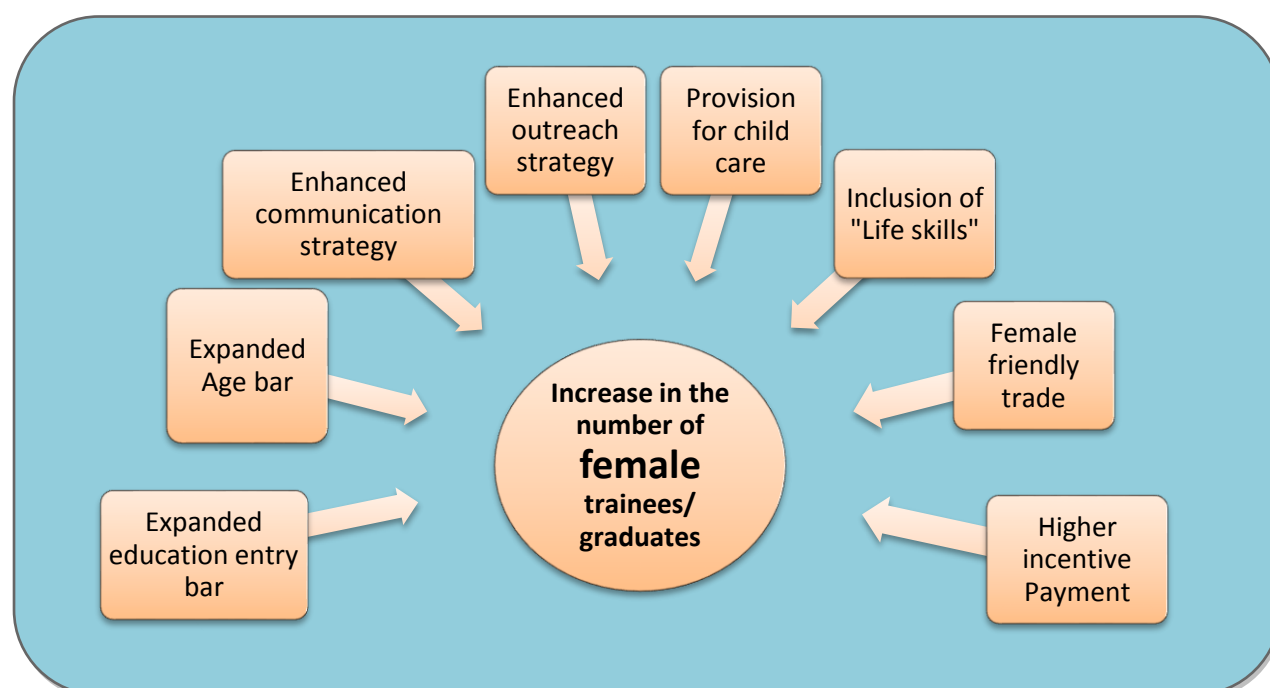 Expanded
education entry
bar
Expanded
Age bar
Enhanced
communication
strategy
Enhanced
outreach
strategy
Provision
for child
care
Inclusion of
"Life skills"
Female
friendly
trade
Higher
incentive
Payment
Increase in the
number of
female
trainees/
graduates